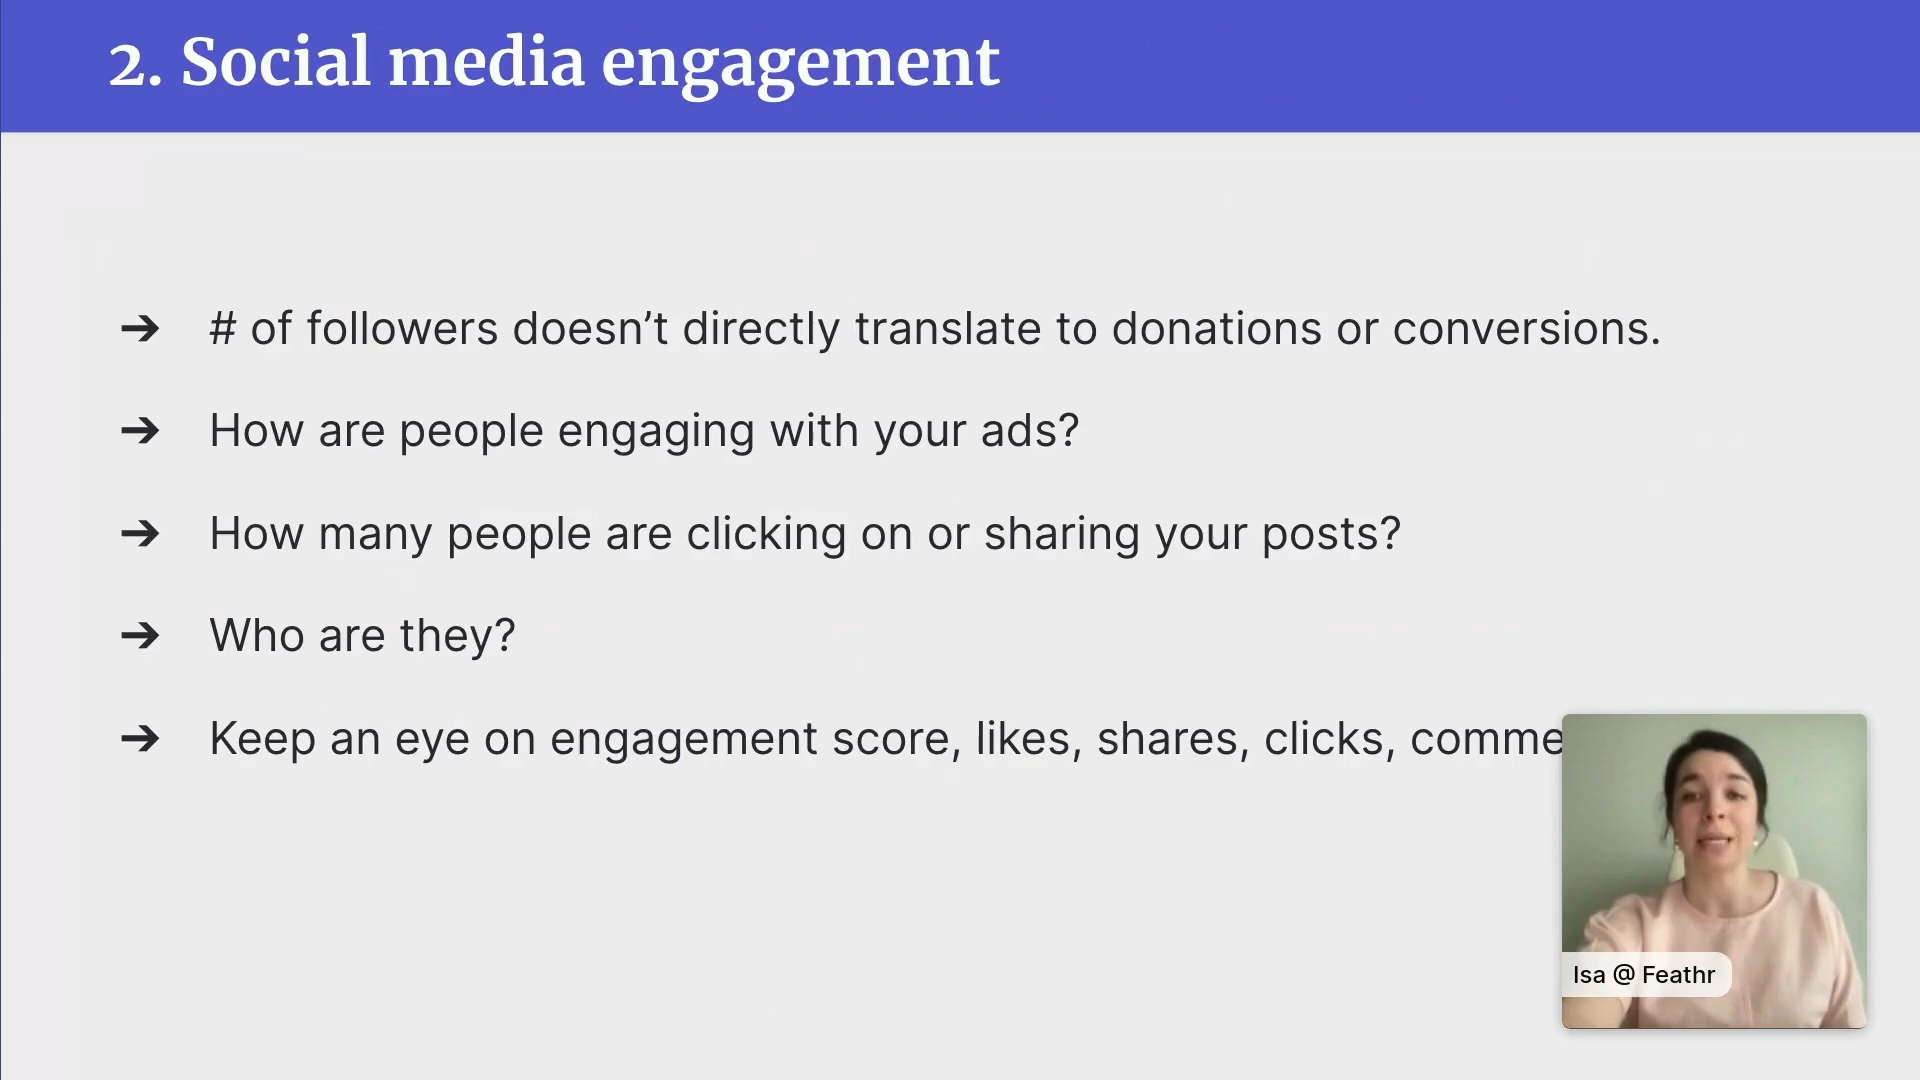 2. Social media engagement
➔ # of followers doesn’t directly translate to donations or conversions.
➔ How are people engaging with your ads?
➔ How many people are clicking on or sharing your posts?
➔ Who are they?
➔ Keep an eye on engagement score, likes, shares, clicks,
Isa @ Feathr